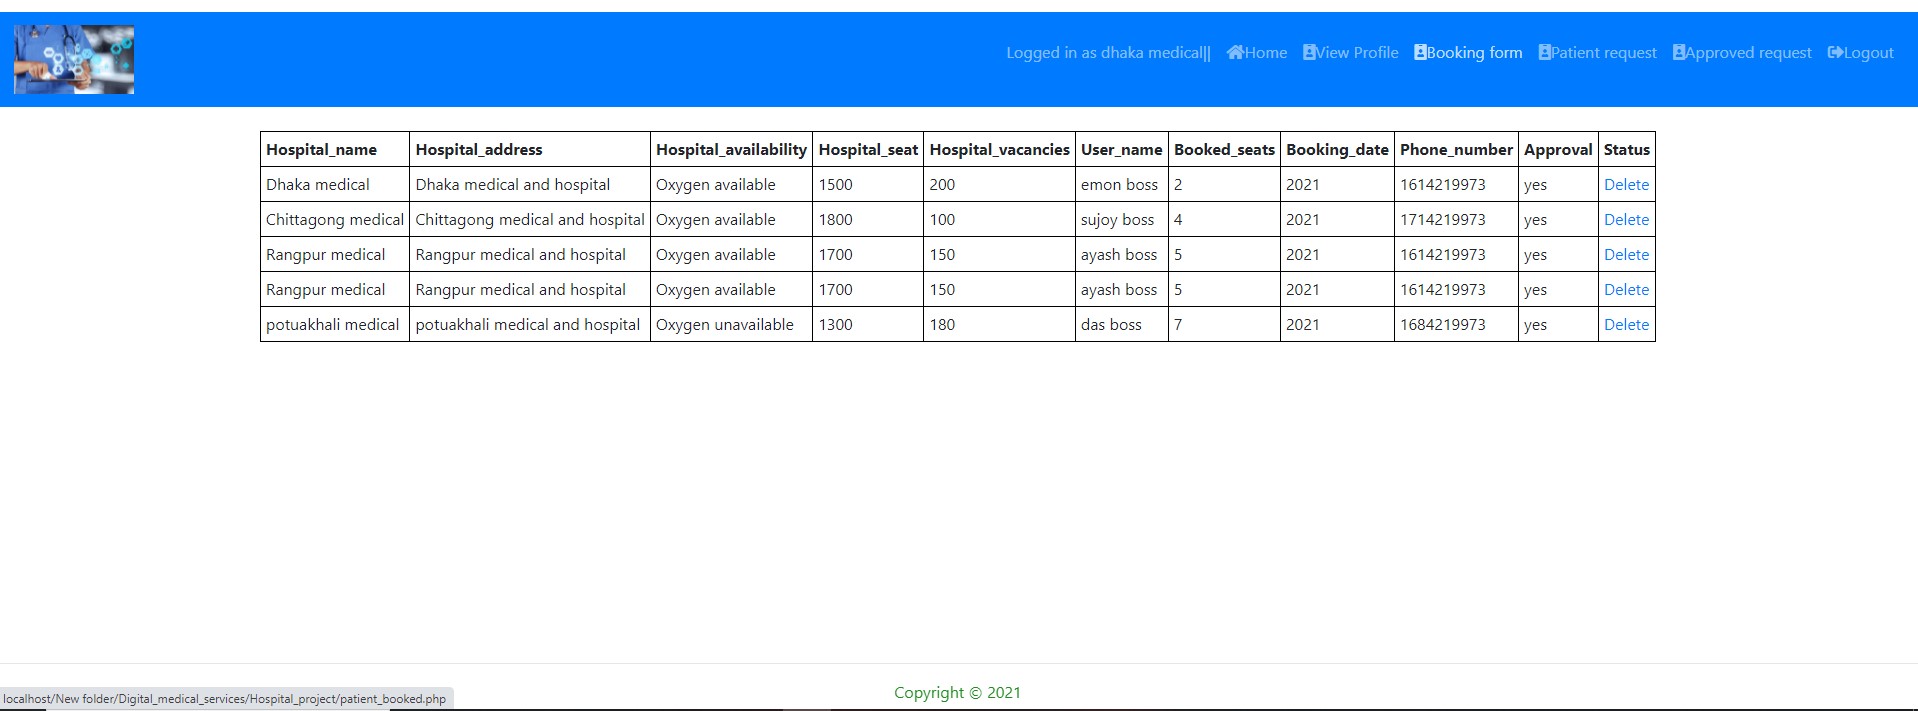 Logged in as dhaka medical|| Home View Profile Booking form Patient request Approved request Logout
Hospital_name Hospital_address Hospital_availability Hospital_seat Hospital_vacancies User_name Booked_seats Booking_date Phone_number Approval Status
Dhaka medical Dhaka medical and hospital Oxygen available 1500 200 emon boss 2 2021 1614219973 yes Delete
Chittagong medical Chittagong medical and hospital Oxygen available 1800 100 sujoy boss 4 2021 1714219973 yes Delete
Rangpur medical Rangpur medical and hospital Oxygen available 1700 150 ayash boss 5 2021 1614219973 yes Delete
Rangpur medical Rangpur medical and hospital Oxygen available 1700 150 ayash boss 5 2021 1614219973 yes Delete
potuakhali medical potuakhali medical and hospital Oxygen unavailable 1300 180 das boss 7 2021 1684219973 yes Delete
Copyright © 2021
localhost/New folder/Digital_medical_services/Hospital_project/patient_booked.php